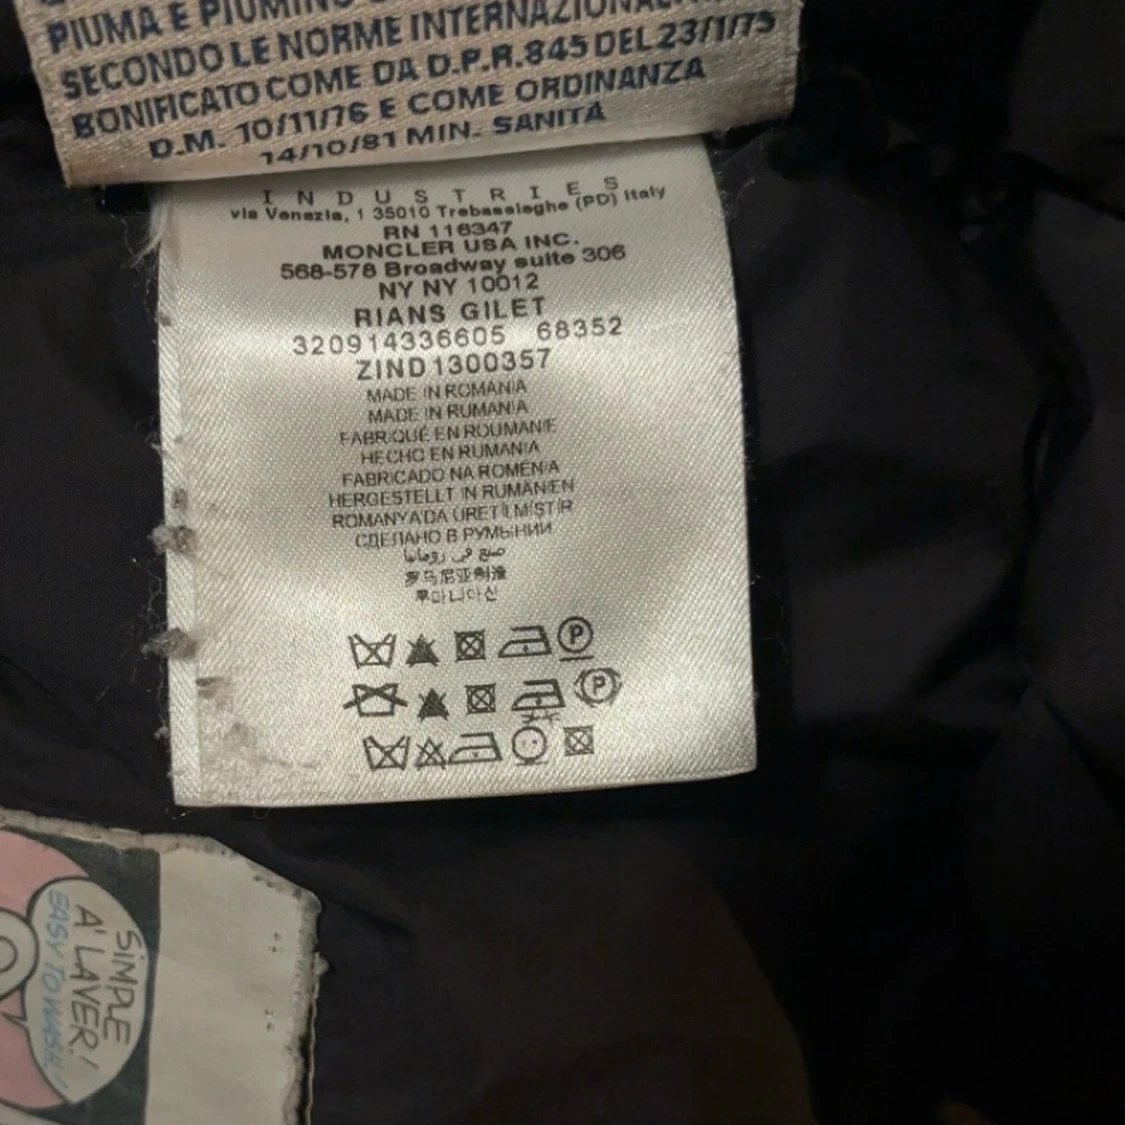 PIUMA E PIUMINO
SECONDO LE NORME INTERNAZIONALI
BONIFICATO COME DA D.P.R.845 DEL 23/1/75
D.M. 10/11/76 E COME ORDINANZA
14/10/81 MIN. SANITA
INDUSTRIES
via Venezia, 1 35010 Trebaseleghe (PD) Italy
RN 116347
MONCLER USA INC.
568-578 Broadway suite 306
NY NY 10012
RIANS GILET
320914336605 68352
ZIND1300357
MADE IN ROMANIA
MADE IN RUMANIA
FABRIQUÉ EN ROUMANIE
HECHO EN RUMANIA
FABRICADO NA ROMENIA
HERGESTELLT IN RUMANIEN
ROMANYA'DA URETILMISTIR
СДЕЛАНО В РУМЫНИИ
صنع في رومانيا
罗马尼亚制造
루마니아산
P
P
SiMPLE
A' LAVER!
EASY TO WASH!